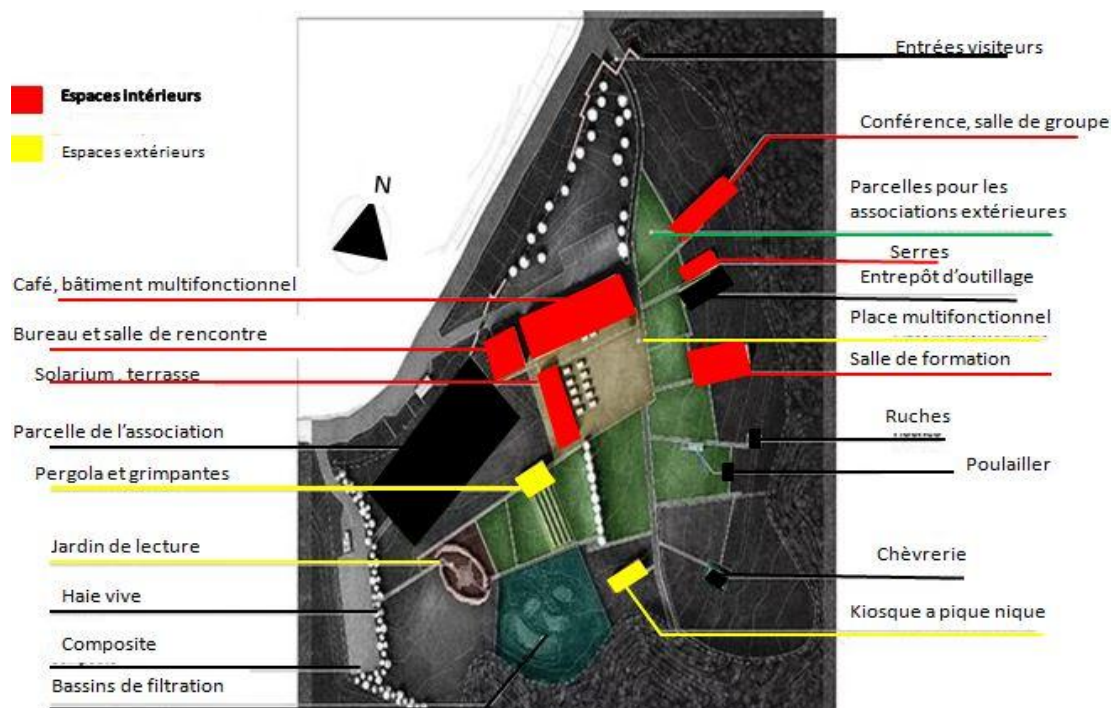 Entrées visiteurs
Espaces intérieurs
Conférence, salle de groupe
Espaces extérieurs
N
Parcelles pour les
associations extérieures
Serres
Café, bâtiment multifonctionnel
Entrepôt d'outillage
Place multifonctionnel
Bureau et salle de rencontre
Salle de formation
Solarium , terrasse
Ruches
Parcelle de l'association
Poulailler
Pergola et grimpantes
Jardin de lecture
Chèvrerie
Haie vive
Kiosque a pique nique
Composite
Bassins de filtration